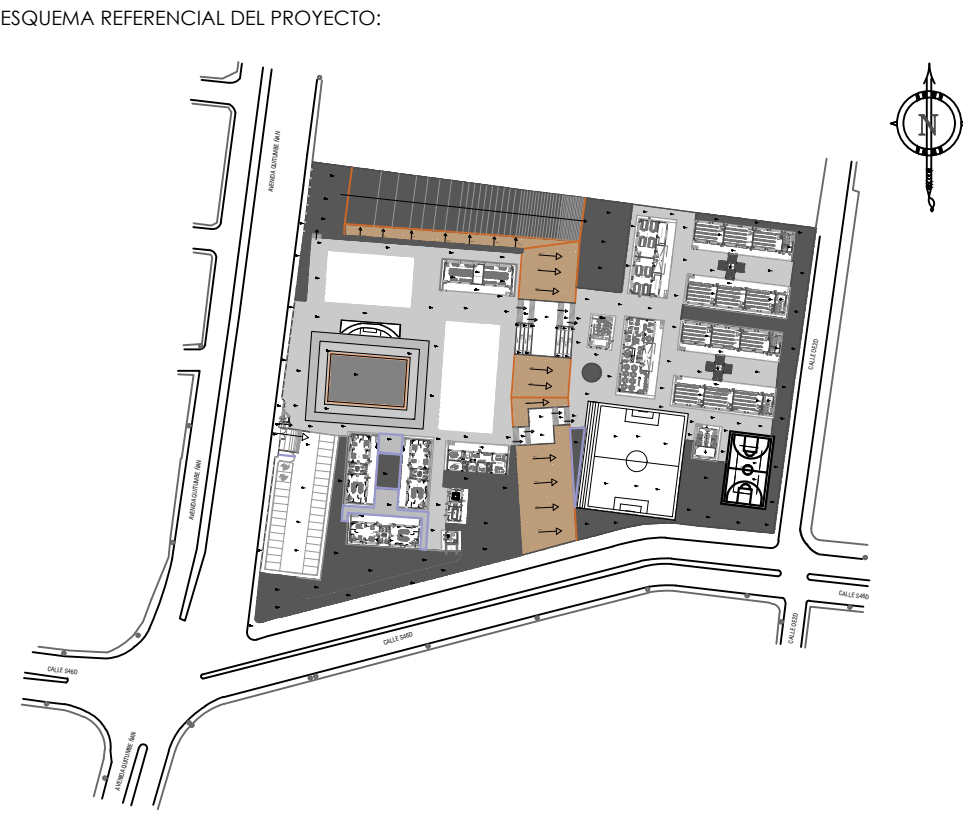 ESQUEMA REFERENCIAL DEL PROYECTO:
N
AVENIDA QUITUMBE ÑAN
CALLE OE3D
AVENIDA QUITUMBE ÑAN
CALLE S46D
CALLE OE3D
CALLE S46D
CALLE S46D
AVENIDA QUITUMBE ÑAN